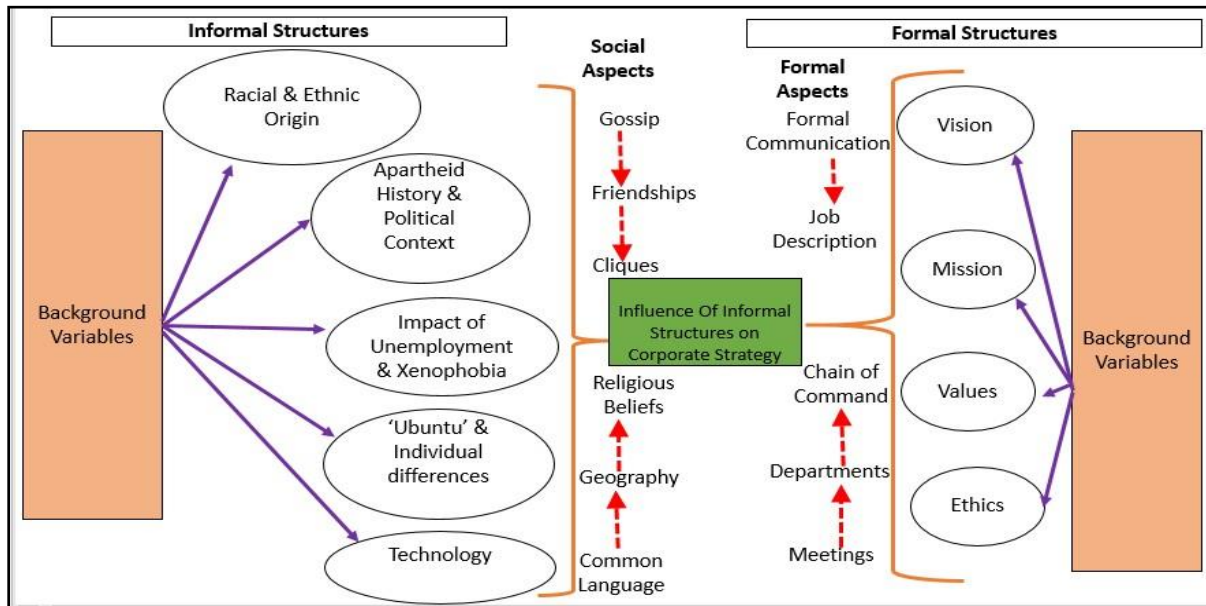 Informal Structures
Formal Structures
Background
Variables
Racial & Ethnic
Origin
Apartheid
History &
Political
Context
Impact of
Unemployment
& Xenophobia
‘Ubuntu’ &
Individual
differences
Technology
Social
Aspects
Gossip
Friendships
Cliques
Influence Of Informal
Structures on
Corporate Strategy
Religious
Beliefs
Geography
Common
Language
Formal
Aspects
Formal
Communication
Job
Description
Chain of
Command
Departments
Meetings
Vision
Mission
Values
Ethics
Background
Variables